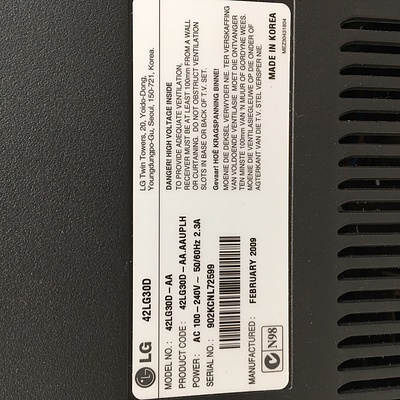 LG
42LG30D
MODEL NO. : 42LG30D-AA
PRODUCT CODE : 42LG30D-AA.AAUPLH
POWER : AC 100-240V~ 50/60Hz 2.3A
SERIAL NO. : 902KCNL72599
MANUFACTURED : FEBRUARY 2009
N98
LG Twin Towers, 20, Yoido-Dong,
Youngdungpo-Gu, Seoul, 150-721, Korea.
DANGER! HIGH VOLTAGE INSIDE
TO PROVIDE ADEQUATE VENTILATION,
RECEIVER MUST BE AT LEAST 100mm FROM A WALL
OR CURTAINING. DO NOT OBSTRUCT VENTILATION
SLOTS IN BASE OR BACK OF T.V. SET.
Gevaar! HOË KRAGSPANNING BINNE!
MOENIE DIE DEKSEL VERWYDER NIE. TER VERSKAFFING
VAN VOLDOENDE VENTILASIE MOET DIE ONTVANGER
TEN MINSTE 100mm VAN 'N MUUR OF GORDYNE WEES.
MOENIE DIE VENTILASIEGLEUWE OP DIE ONDER OF
AGTERKANT VAN DIE T.V. STEL VERSPER NIE.
MADE IN KOREA
MEZ30431804